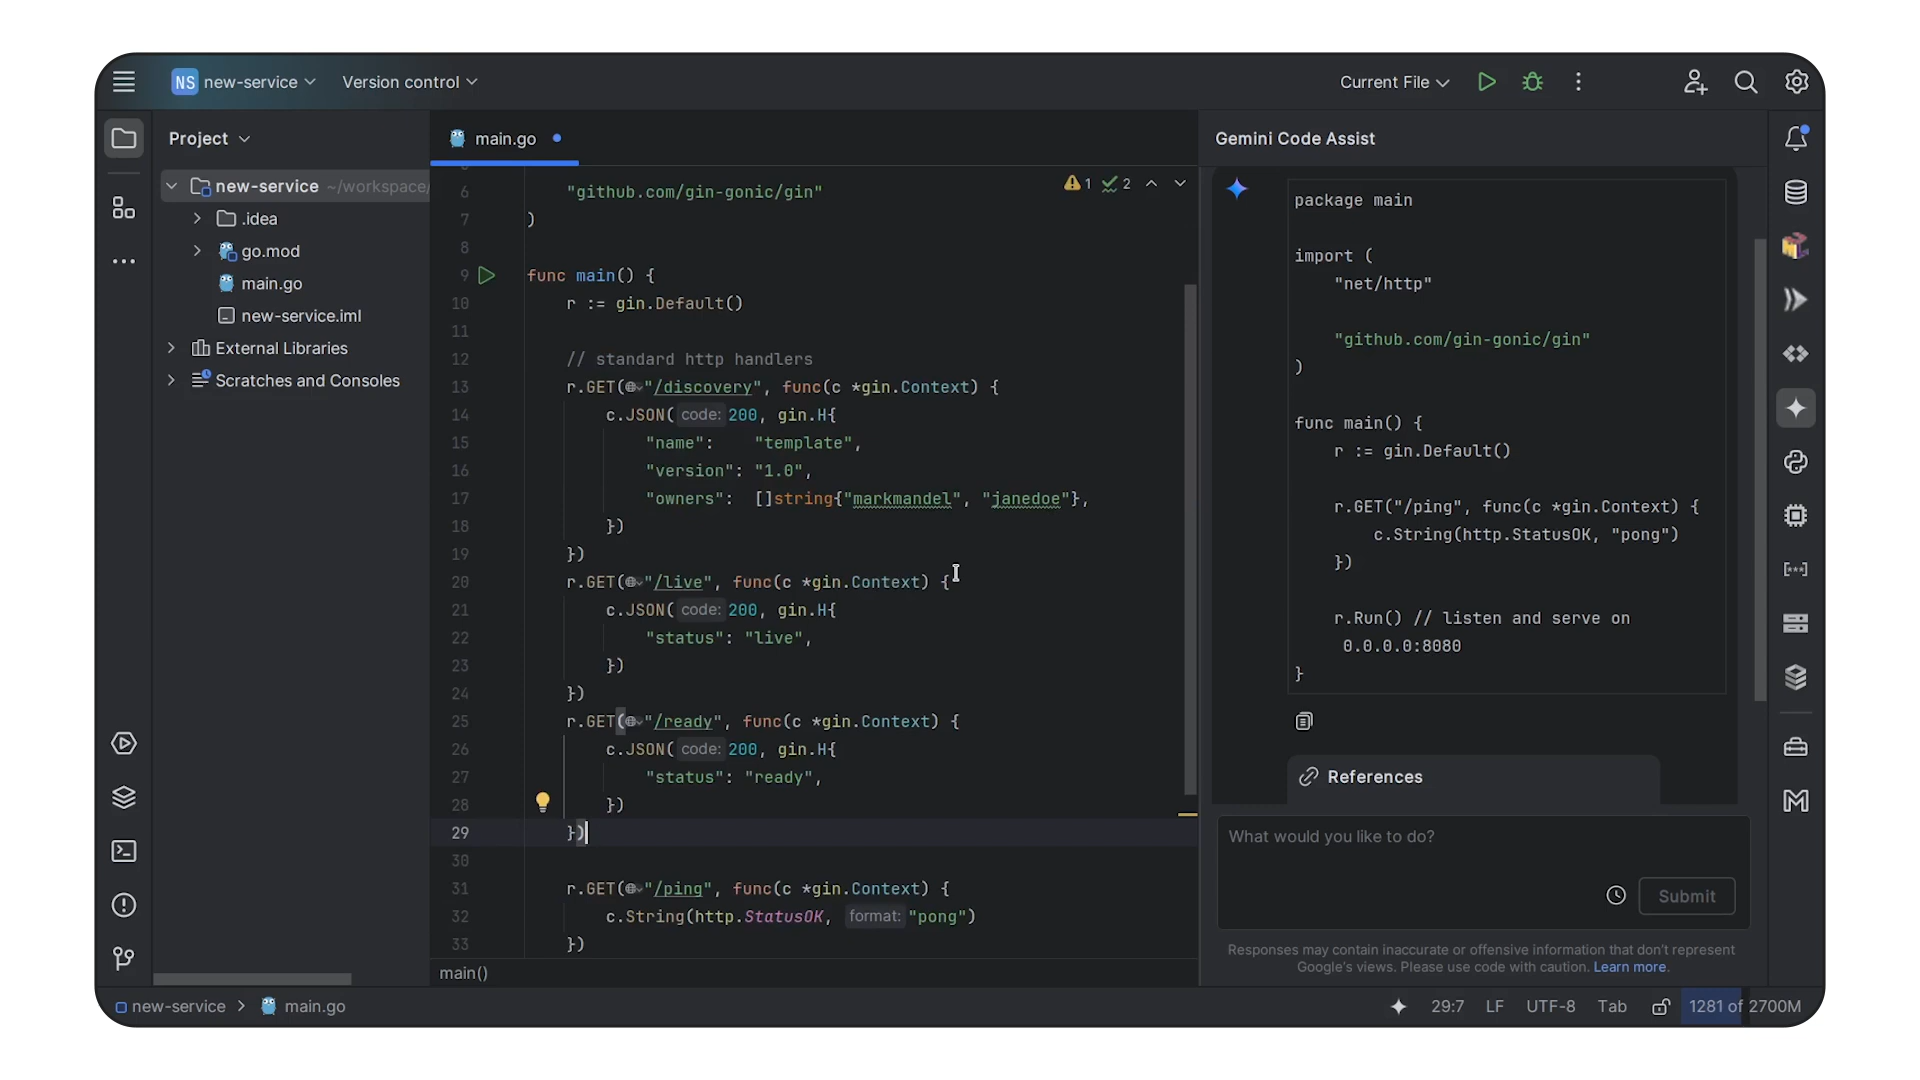 NS new-service
Version control
Current File
Project
main.go
Gemini Code Assist
new-service ~/workspace/
.idea
go.mod
main.go
new-service.iml
External Libraries
Scratches and Consoles
1 2
6 "github.com/gin-gonic/gin"
7 )
8
9 func main() {
10 r := gin.Default()
11
12 // standard http handlers
13 r.GET("/discovery", func(c *gin.Context) {
14 c.JSON( code: 200, gin.H{
15 "name": "template",
16 "version": "1.0",
17 "owners": []string{"markmandel", "janedoe"},
18 })
19 })
20 r.GET("/live", func(c *gin.Context) {
21 c.JSON( code: 200, gin.H{
22 "status": "live",
23 })
24 })
25 r.GET("/ready", func(c *gin.Context) {
26 c.JSON( code: 200, gin.H{
27 "status": "ready",
28 })
29 })
30
31 r.GET("/ping", func(c *gin.Context) {
32 c.String(http.StatusOK, format: "pong")
33 })
main()
package main
import (
"net/http"
"github.com/gin-gonic/gin"
)
func main() {
r := gin.Default()
r.GET("/ping", func(c *gin.Context) {
c.String(http.StatusOK, "pong")
})
r.Run() // listen and serve on
0.0.0.0:8080
}
References
What would you like to do?
Submit
Responses may contain inaccurate or offensive information that don't represent
Google's views. Please use code with caution. Learn more.
new-service > main.go
29:7 LF UTF-8 Tab 1281 of 2700M